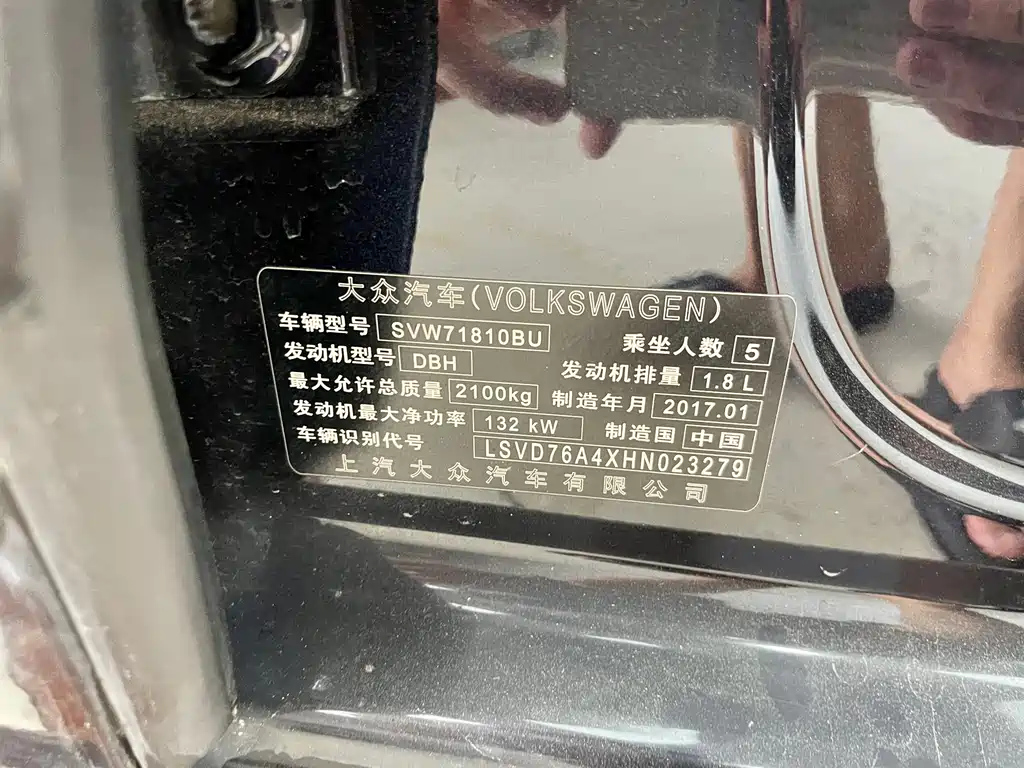 大众汽车(VOLKSWAGEN)
车辆型号 SVW71810BU 乘坐人数 5
发动机型号 DBH 发动机排量 1.8 L
最大允许总质量 2100kg 制造年月 2017.01
发动机最大净功率 132 kW 制造国 中国
车辆识别代号 LSVD76A4XHN023279
上汽大众汽车有限公司